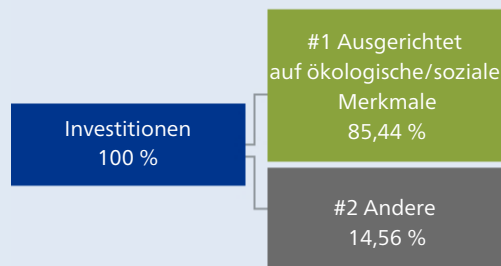 Investitionen
100 %
#1 Ausgerichtet
auf ökologische/soziale
Merkmale
85,44 %
#2 Andere
14,56 %